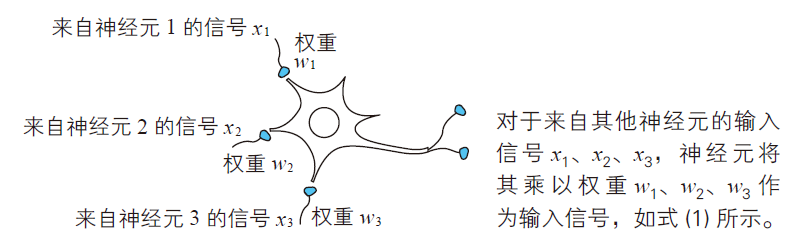 来自神经元 1 的信号 x₁
权重
w₁
来自神经元 2 的信号 x₂
权重 w₂
来自神经元 3 的信号 x₃
权重 w₃
对于来自其他神经元的输入
信号 x₁、x₂、x₃，神经元将
其乘以权重 w₁、w₂、w₃ 作
为输入信号，如式 (1) 所示。